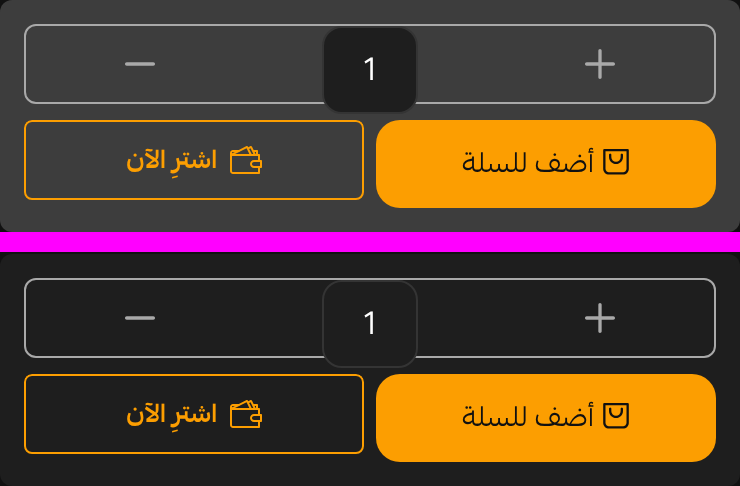 1
أضف للسلة
اشترِ الآن
1
أضف للسلة
اشترِ الآن